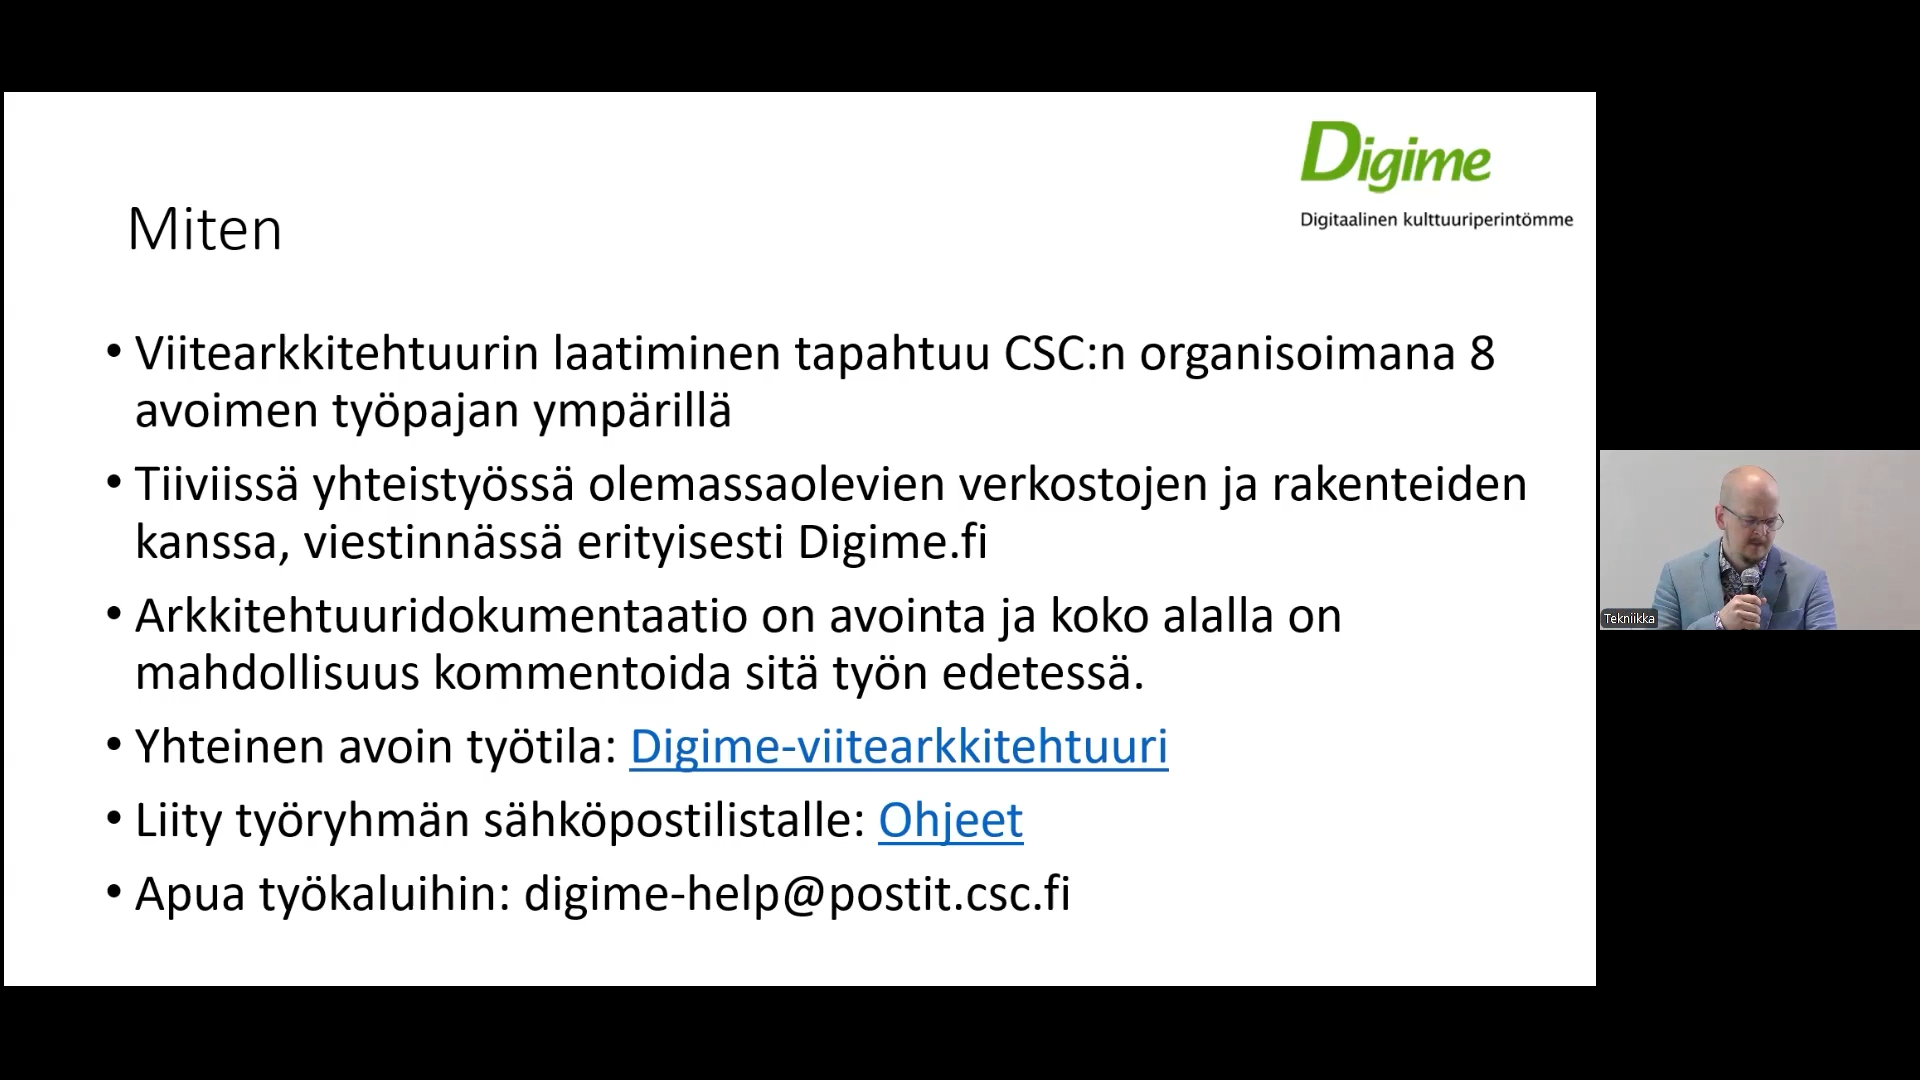 Digime
Digitaalinen kulttuuriperintömme
Miten
• Viitearkkitehtuurin laatiminen tapahtuu CSC:n organisoimana 8
avoimen työpajan ympärillä
• Tiiviissä yhteistyössä olemassaolevien verkostojen ja rakenteiden
kanssa, viestinnässä erityisesti Digime.fi
• Arkkitehtuuridokumentaatio on avointa ja koko alalla on
mahdollisuus kommentoida sitä työn edetessä.
• Yhteinen avoin työtila: Digime-viitearkkitehtuuri
• Liity työryhmän sähköpostilistalle: Ohjeet
• Apua työkaluihin: digime-help@postit.csc.fi
Tekniikka